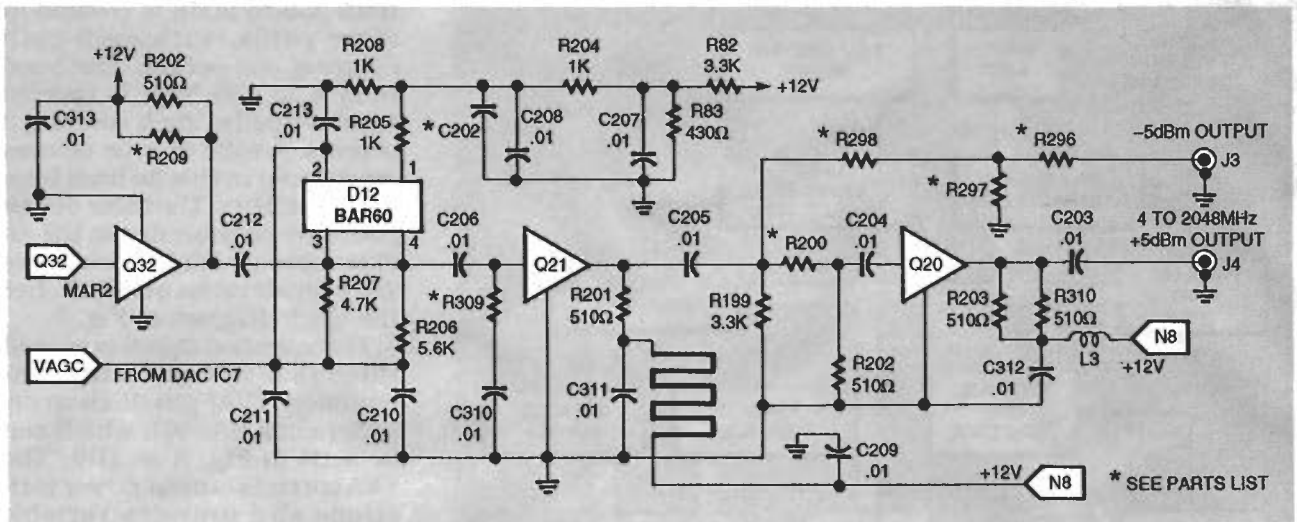 +12V
R202
510Ω
C313
.01
* R209
R208
1K
C213
.01
R205
1K
* C202
C208
.01
R204
1K
C207
.01
R82
3.3K
+12V
R83
430Ω
2
1
D12
BAR60
3
4
* R298
* R296
-5dBm OUTPUT
J3
* R297
4 TO 2048MHz
+5dBm OUTPUT
J4
Q32
Q32
MAR2
C212
.01
R207
4.7K
R206
5.6K
C206
.01
* R309
Q21
C205
.01
R201
510Ω
* R200
R199
3.3K
C204
.01
Q20
C203
.01
R203
510Ω
R310
510Ω
L3
N8
+12V
VAGC
FROM DAC IC7
C211
.01
C210
.01
C310
.01
C311
.01
R202
510Ω
C312
.01
C209
.01
+12V
N8
* SEE PARTS LIST